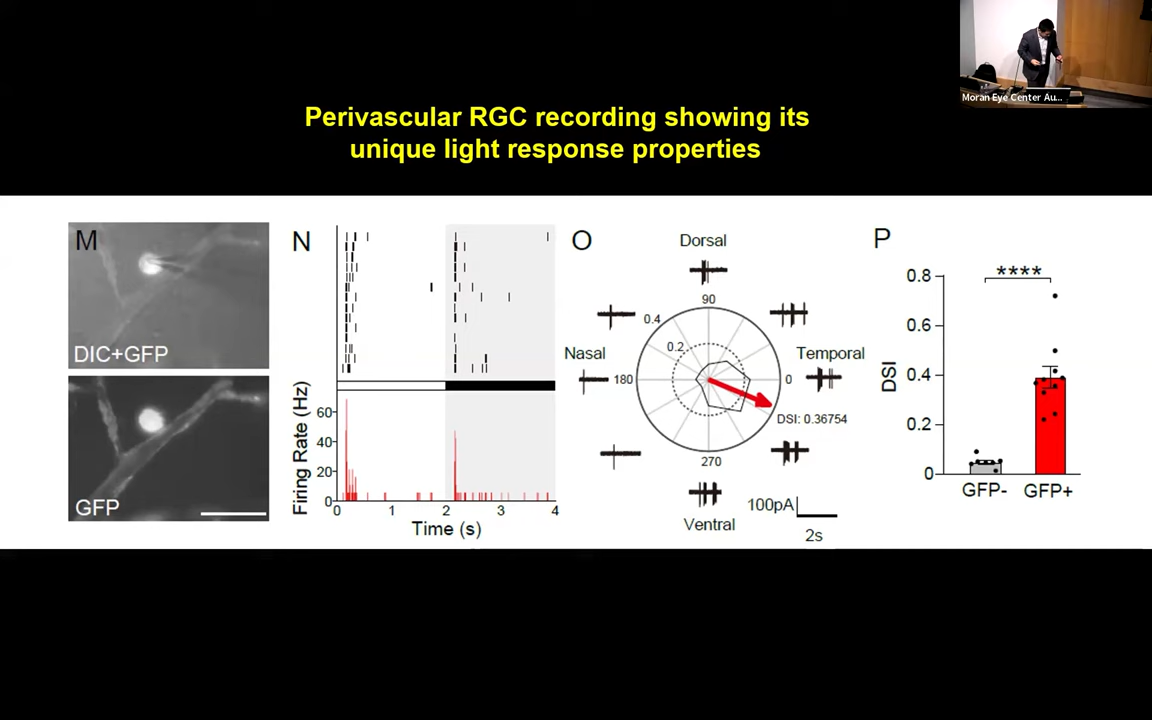 Moran Eye Center Au...
Perivascular RGC recording showing its
unique light response properties
M
DIC+GFP
GFP
N
Firing Rate (Hz)
60
40
20
0
0 1 2 3 4
Time (s)
O
Dorsal
90
0.4
0.2
Nasal
180
Temporal
0
DSI: 0.36754
270
Ventral
100pA
2s
P
****
DSI
0.8
0.6
0.4
0.2
0
GFP- GFP+